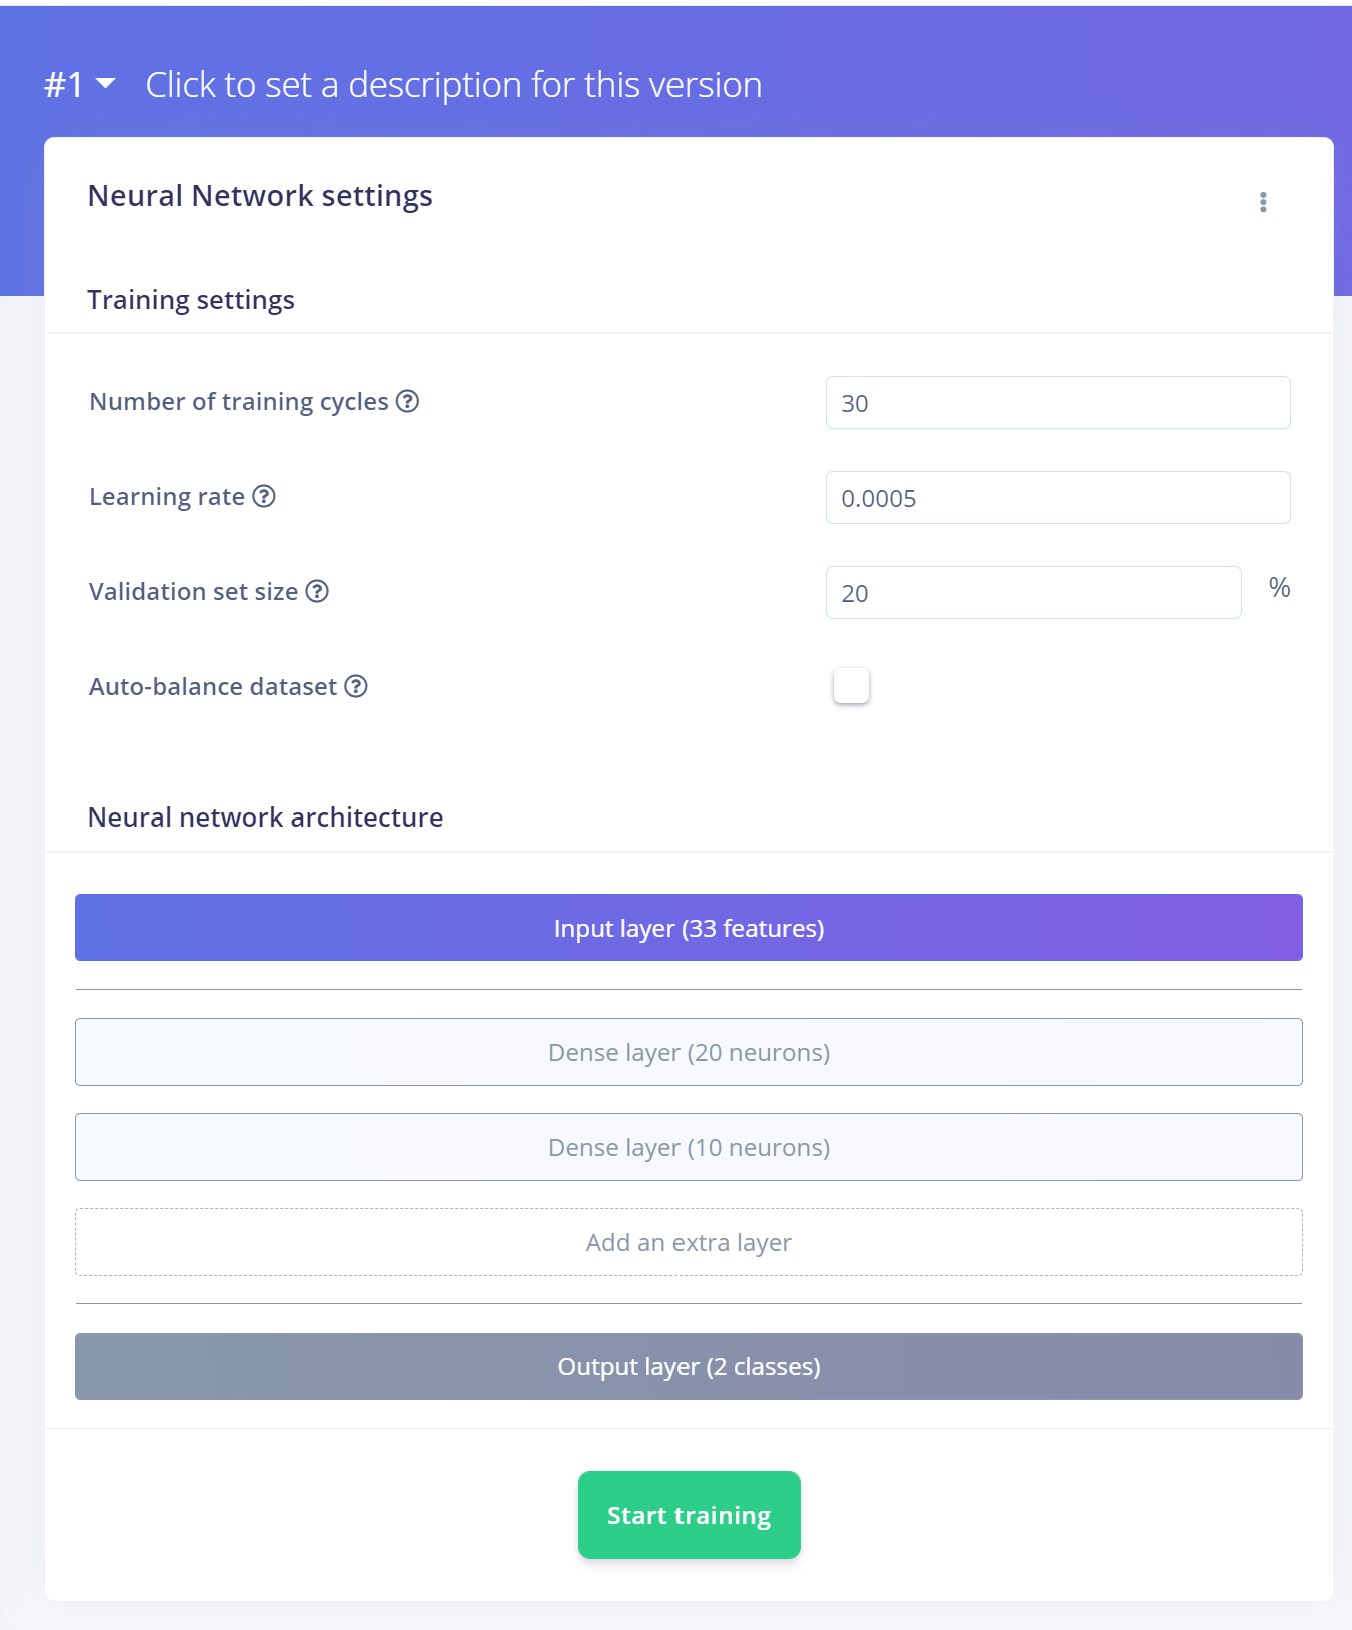 #1 Click to set a description for this version
Neural Network settings
Training settings
Number of training cycles ? 30
Learning rate ? 0.0005
Validation set size ? 20 %
Auto-balance dataset ?
Neural network architecture
Input layer (33 features)
Dense layer (20 neurons)
Dense layer (10 neurons)
Add an extra layer
Output layer (2 classes)
Start training